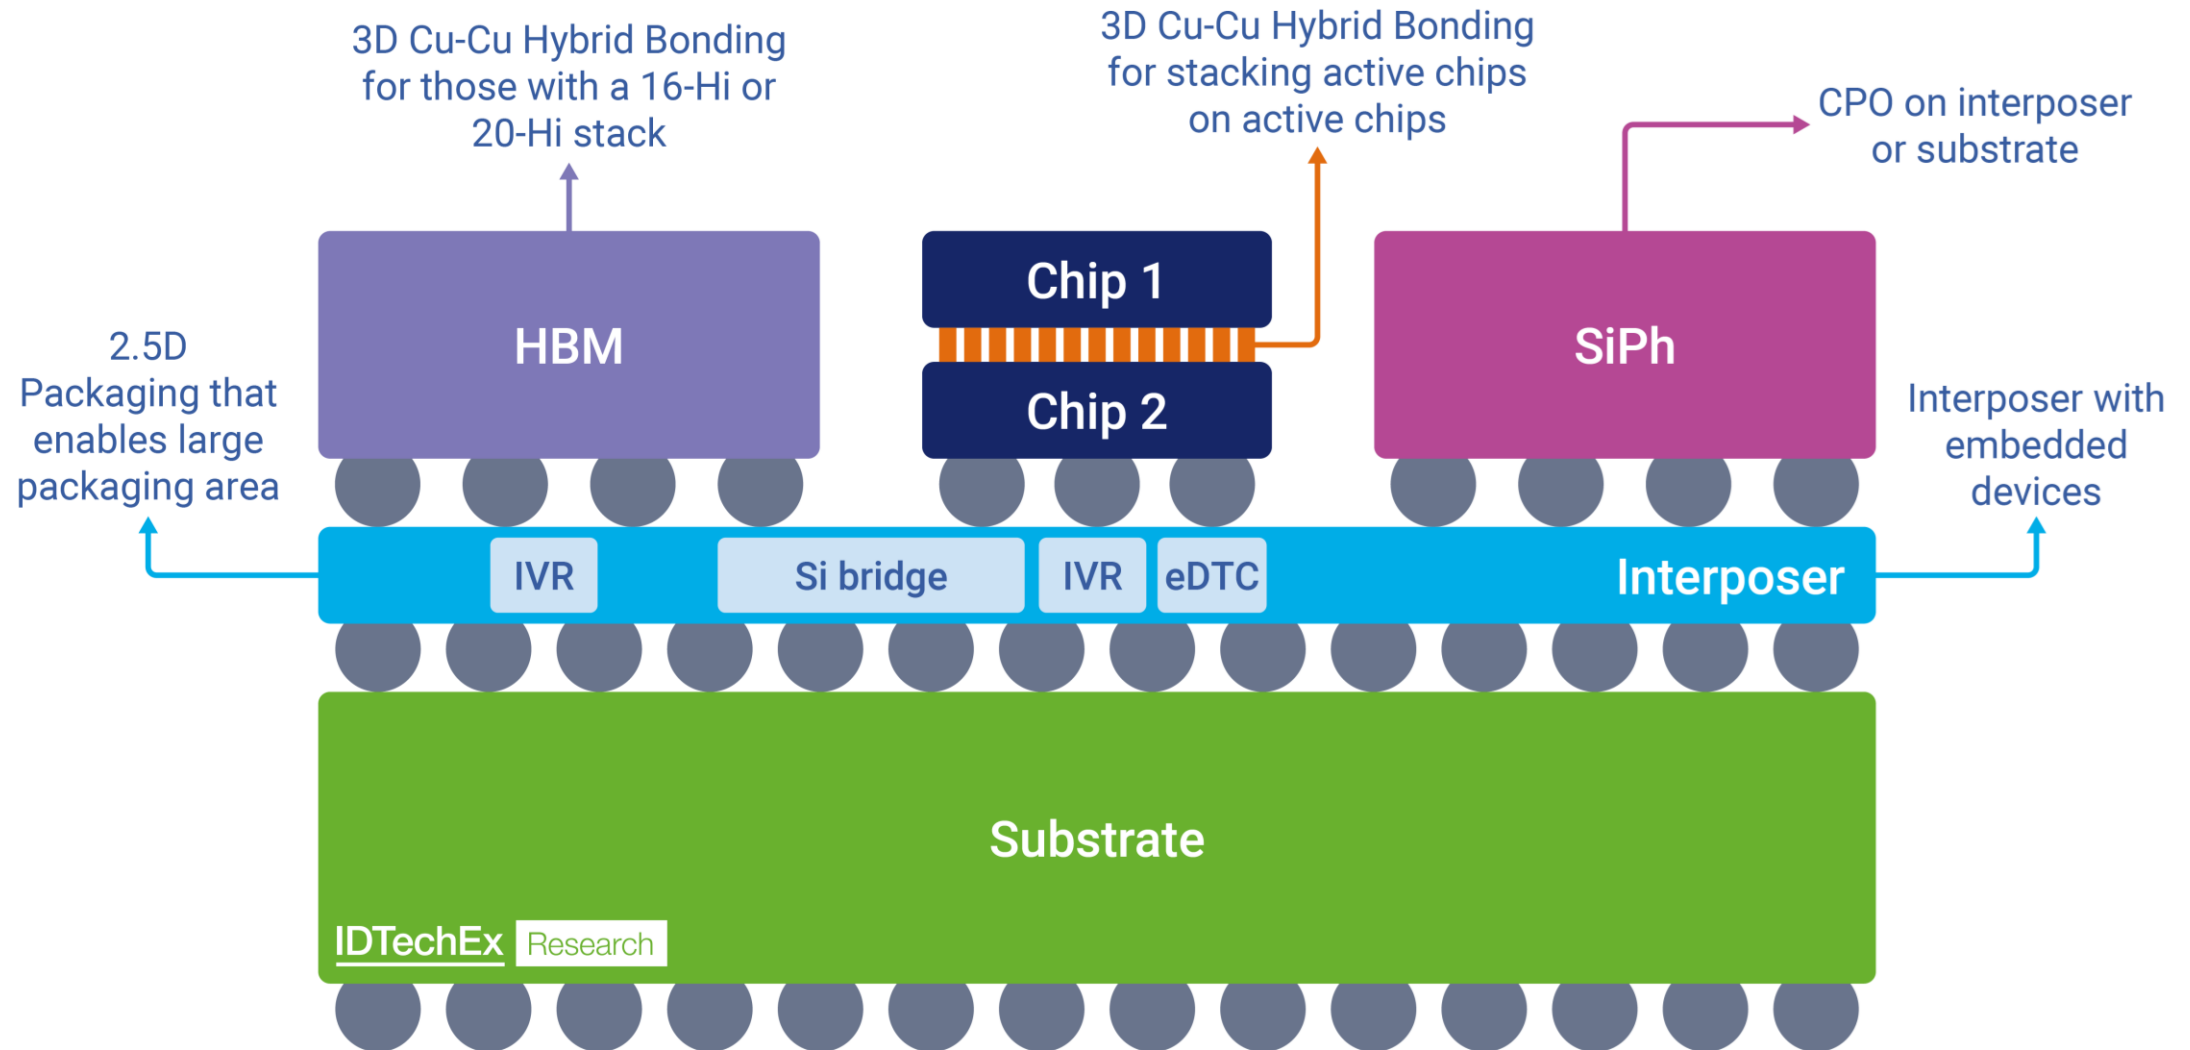 3D Cu-Cu Hybrid Bonding
for those with a 16-Hi or
20-Hi stack
3D Cu-Cu Hybrid Bonding
for stacking active chips
on active chips
CPO on interposer
or substrate
2.5D
Packaging that
enables large
packaging area
HBM
Chip 1
Chip 2
SiPh
Interposer with
embedded
devices
IVR
Si bridge
IVR
eDTC
Interposer
Substrate
IDTechEx Research